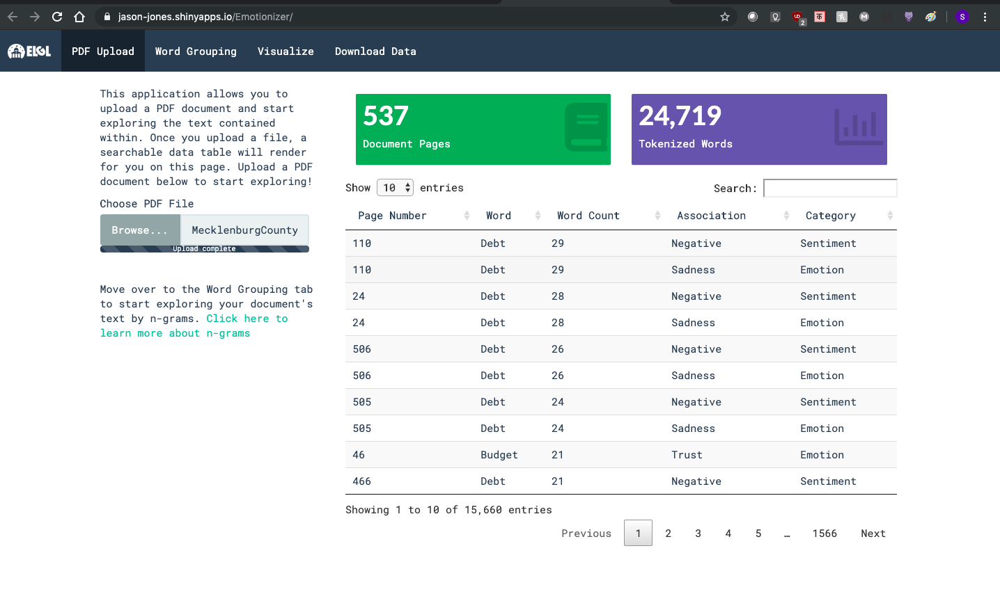 jason-jones.shinyapps.io/Emotionizer/
UD
2
M
S
ELGL
PDF Upload Word Grouping Visualize Download Data
This application allows you to
upload a PDF document and start
exploring the text contained
within. Once you upload a file, a
searchable data table will render
for you on this page. Upload a PDF
document below to start exploring!
Choose PDF File
Browse... MecklenburgCounty
Upload complete
Move over to the Word Grouping tab
to start exploring your document's
text by n-grams. Click here to
learn more about n-grams
537
Document Pages
24,719
Tokenized Words
Show 10 entries
Search:
Page Number Word Word Count Association Category
110 Debt 29 Negative Sentiment
110 Debt 29 Sadness Emotion
24 Debt 28 Negative Sentiment
24 Debt 28 Sadness Emotion
506 Debt 26 Negative Sentiment
506 Debt 26 Sadness Emotion
505 Debt 24 Negative Sentiment
505 Debt 24 Sadness Emotion
46 Budget 21 Trust Emotion
466 Debt 21 Negative Sentiment
Showing 1 to 10 of 15,660 entries
Previous 1 2 3 4 5 … 1566 Next